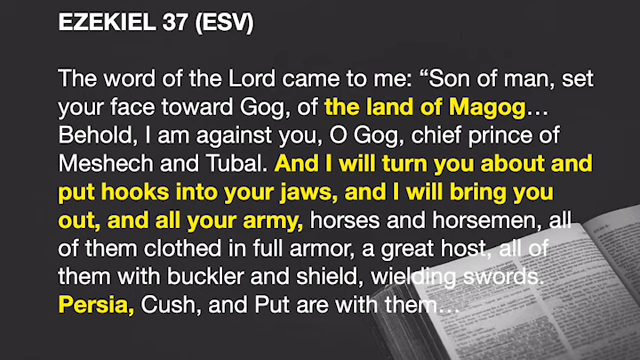 EZEKIEL 37 (ESV)
The word of the Lord came to me: “Son of man, set
your face toward Gog, of the land of Magog…
Behold, I am against you, O Gog, chief prince of
Meshech and Tubal. And I will turn you about and
put hooks into your jaws, and I will bring you
out, and all your army, horses and horsemen, all
of them clothed in full armor, a great host, all of
them with buckler and shield, wielding swords.
Persia, Cush, and Put are with them…